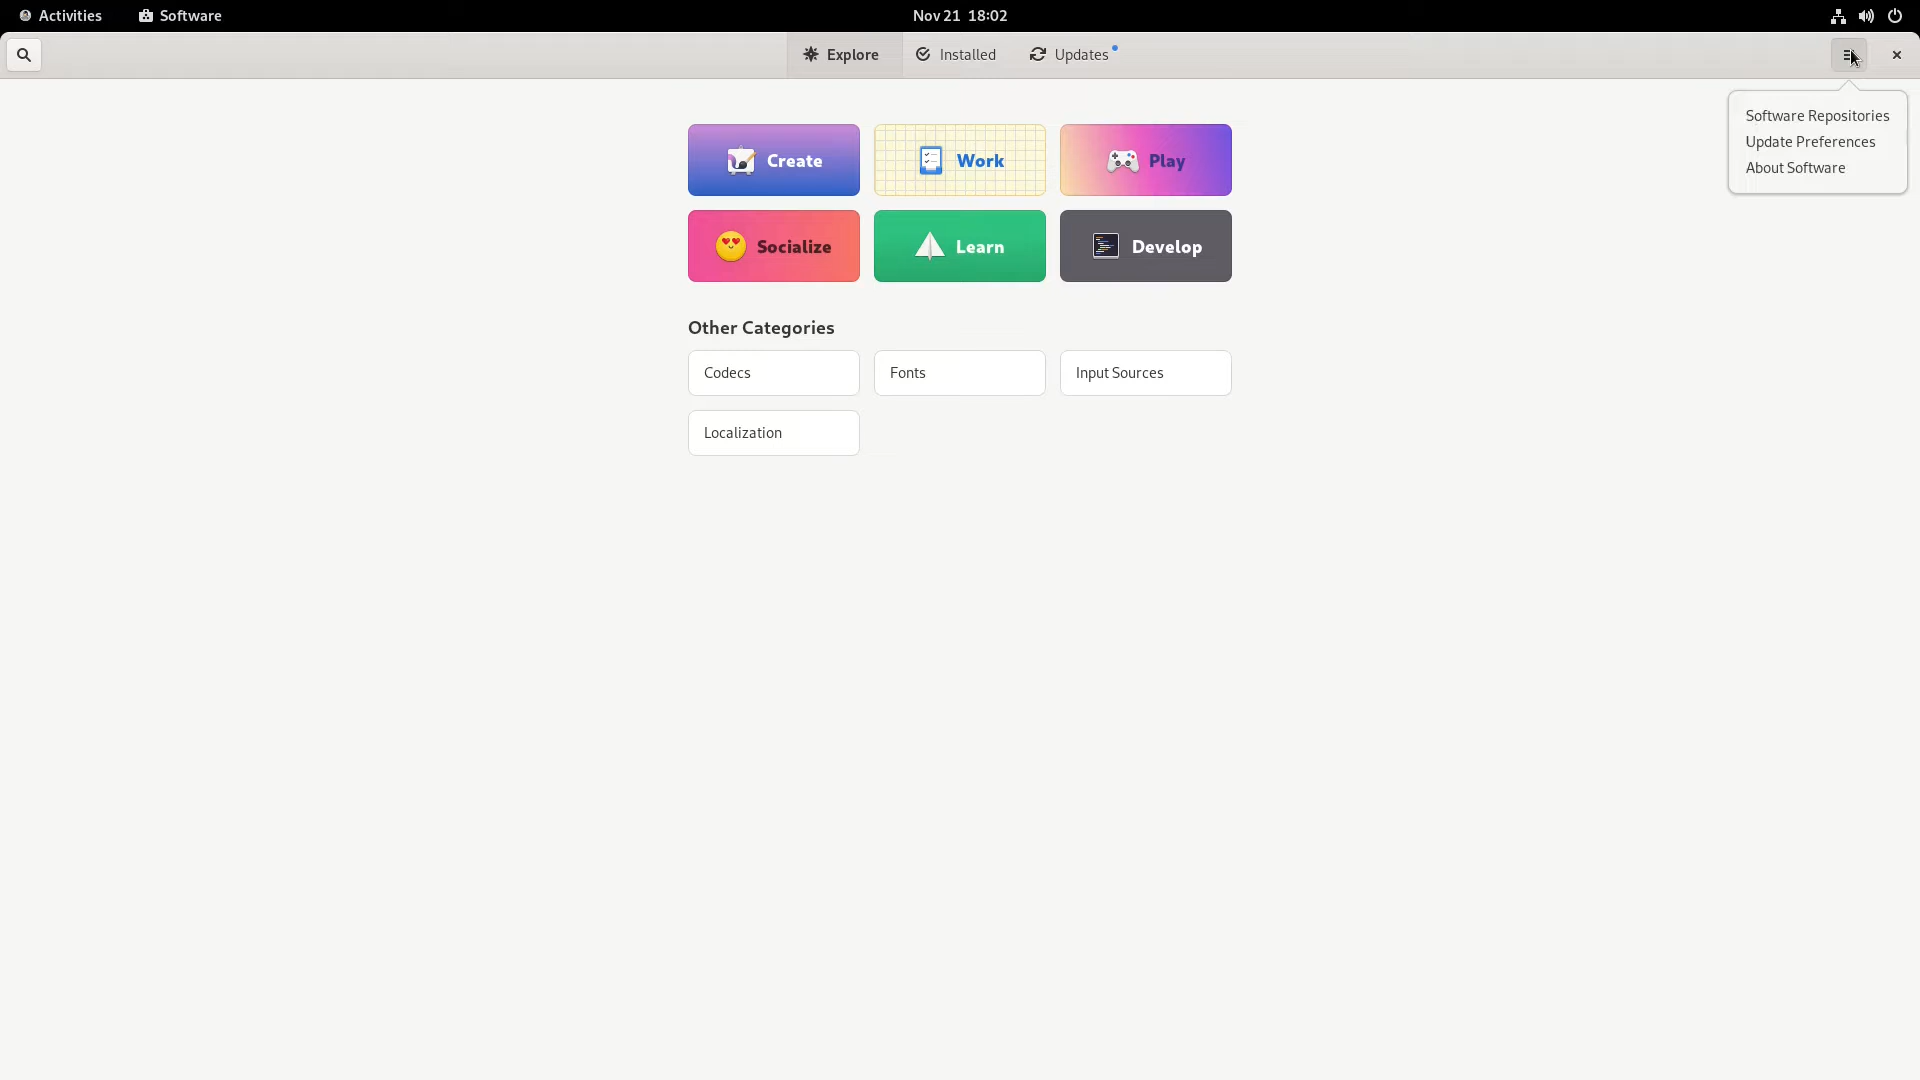 Activities Software Nov 21 18:02
Explore Installed Updates
Software Repositories
Update Preferences
About Software
Create Work Play
Socialize Learn Develop
Other Categories
Codecs Fonts Input Sources
Localization